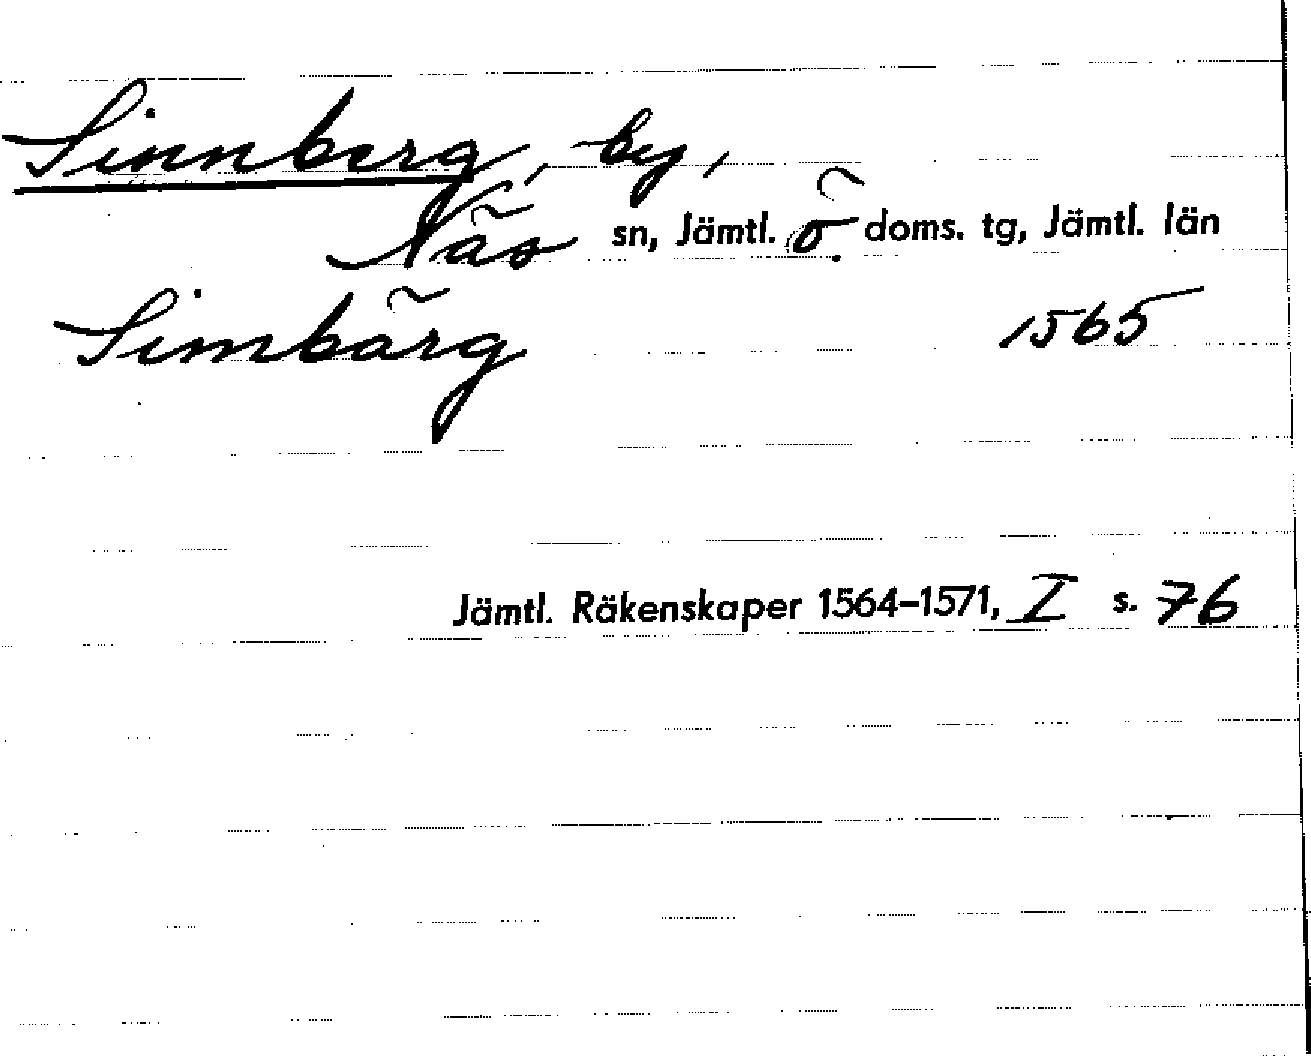 Sinnberg, by,
Näs sn, Jämtl. ö. doms. tg, Jämtl. län
Simbärg 1565
Jämtl. Räkenskaper 1564–1571, I s. 76